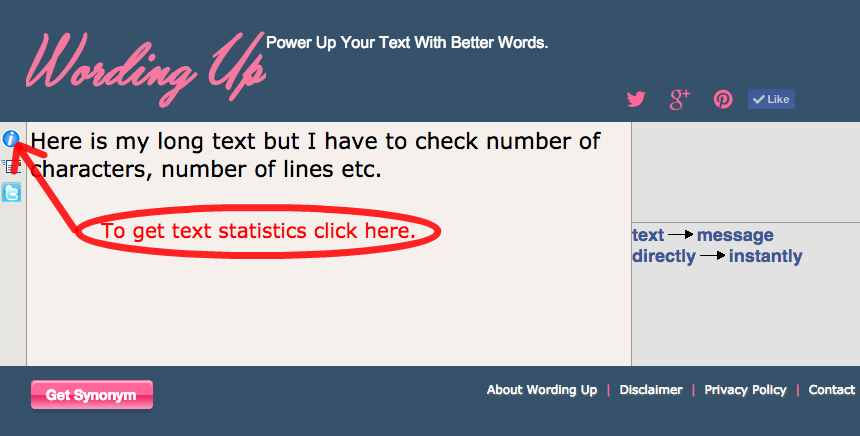 Wording Up
Power Up Your Text With Better Words.
Like
Here is my long text but I have to check number of
characters, number of lines etc.
To get text statistics click here.
text message
directly instantly
Get Synonym
About Wording Up | Disclaimer | Privacy Policy | Contact